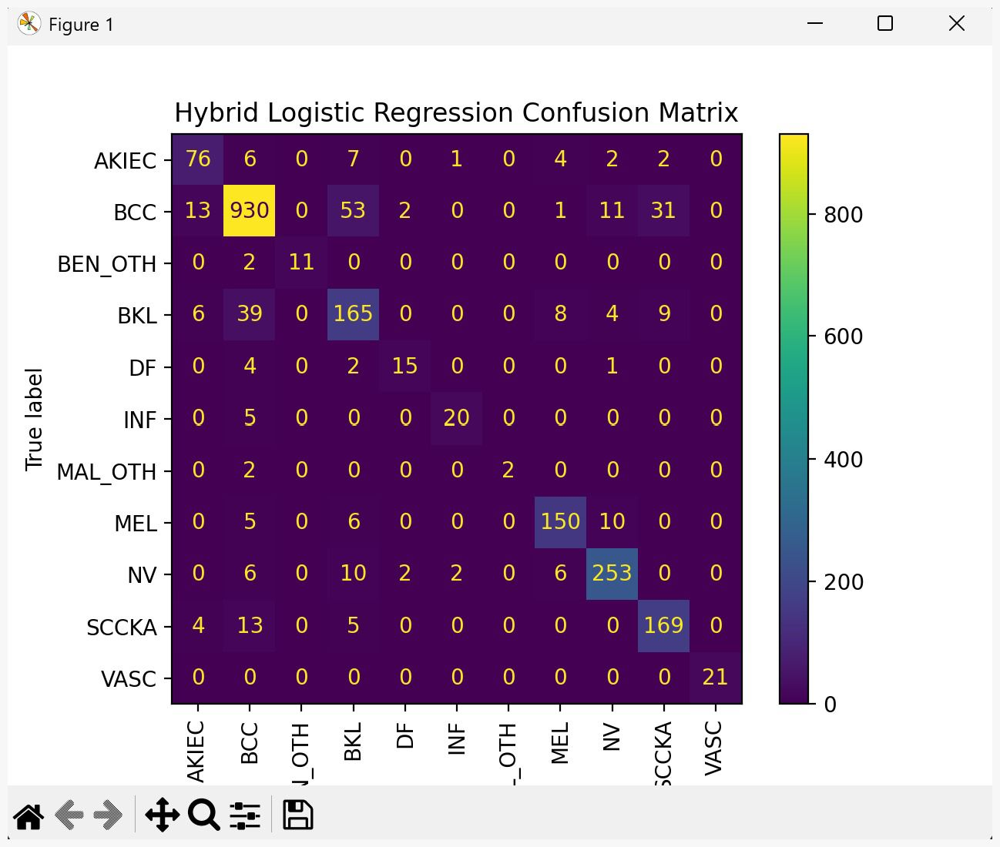 Figure 1
Hybrid Logistic Regression Confusion Matrix
AKIEC 76 6 0 7 0 1 0 4 2 2 0
BCC 13 930 0 53 2 0 0 1 11 31 0
BEN_OTH 0 2 11 0 0 0 0 0 0 0 0
BKL 6 39 0 165 0 0 0 8 4 9 0
DF 0 4 0 2 15 0 0 0 1 0 0
INF 0 5 0 0 0 20 0 0 0 0 0
MAL_OTH 0 2 0 0 0 0 2 0 0 0 0
MEL 0 5 0 6 0 0 0 150 10 0 0
NV 0 6 0 10 2 2 0 6 253 0 0
SCCKA 4 13 0 5 0 0 0 0 0 169 0
VASC 0 0 0 0 0 0 0 0 0 0 21
True label
AKIEC BCC N_OTH BKL DF INF _OTH MEL NV SCCKA VASC
800
600
400
200
0